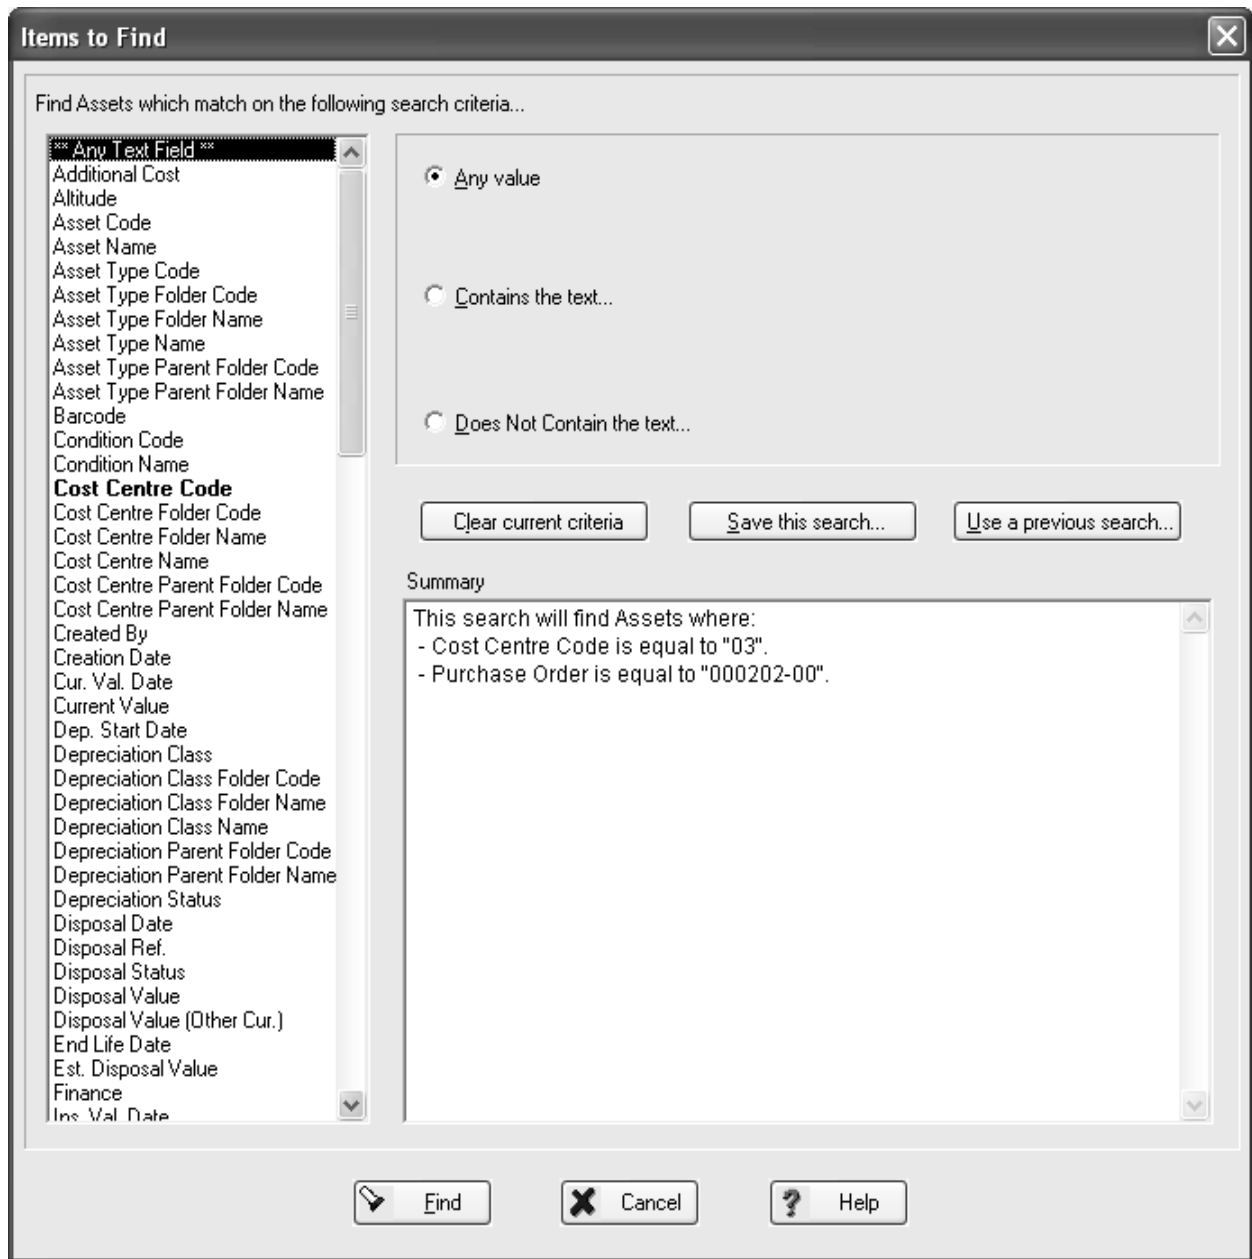 Items to Find
Find Assets which match on the following search criteria...
** Any Text Field **
Additional Cost
Altitude
Asset Code
Asset Name
Asset Type Code
Asset Type Folder Code
Asset Type Folder Name
Asset Type Name
Asset Type Parent Folder Code
Asset Type Parent Folder Name
Barcode
Condition Code
Condition Name
Cost Centre Code
Cost Centre Folder Code
Cost Centre Folder Name
Cost Centre Name
Cost Centre Parent Folder Code
Cost Centre Parent Folder Name
Created By
Creation Date
Cur. Val. Date
Current Value
Dep. Start Date
Depreciation Class
Depreciation Class Folder Code
Depreciation Class Folder Name
Depreciation Class Name
Depreciation Parent Folder Code
Depreciation Parent Folder Name
Depreciation Status
Disposal Date
Disposal Ref.
Disposal Status
Disposal Value
Disposal Value (Other Cur.)
End Life Date
Est. Disposal Value
Finance
Ins. Val. Date
Any value
Contains the text...
Does Not Contain the text...
Clear current criteria
Save this search...
Use a previous search...
Summary
This search will find Assets where:
- Cost Centre Code is equal to "03".
- Purchase Order is equal to "000202-00".
Find
Cancel
Help